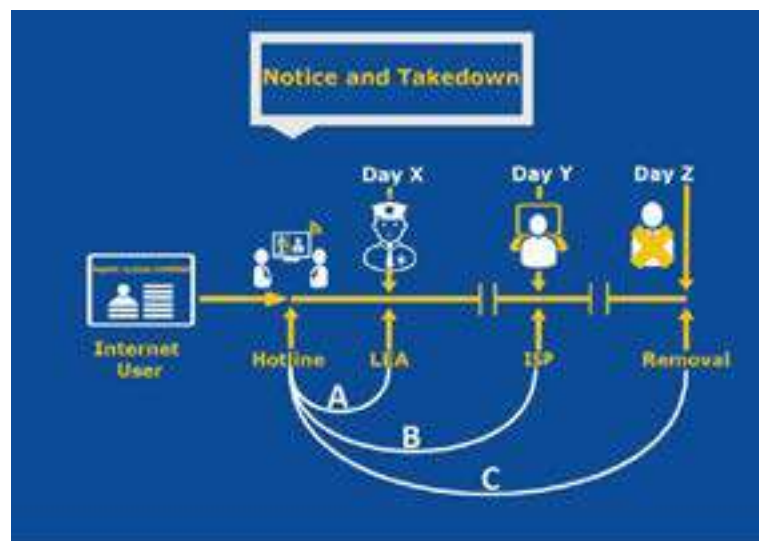 Notice and Takedown
Day X
Day Y
Day Z
Internet
User
Hotline
LEA
ISP
Removal
A
B
C